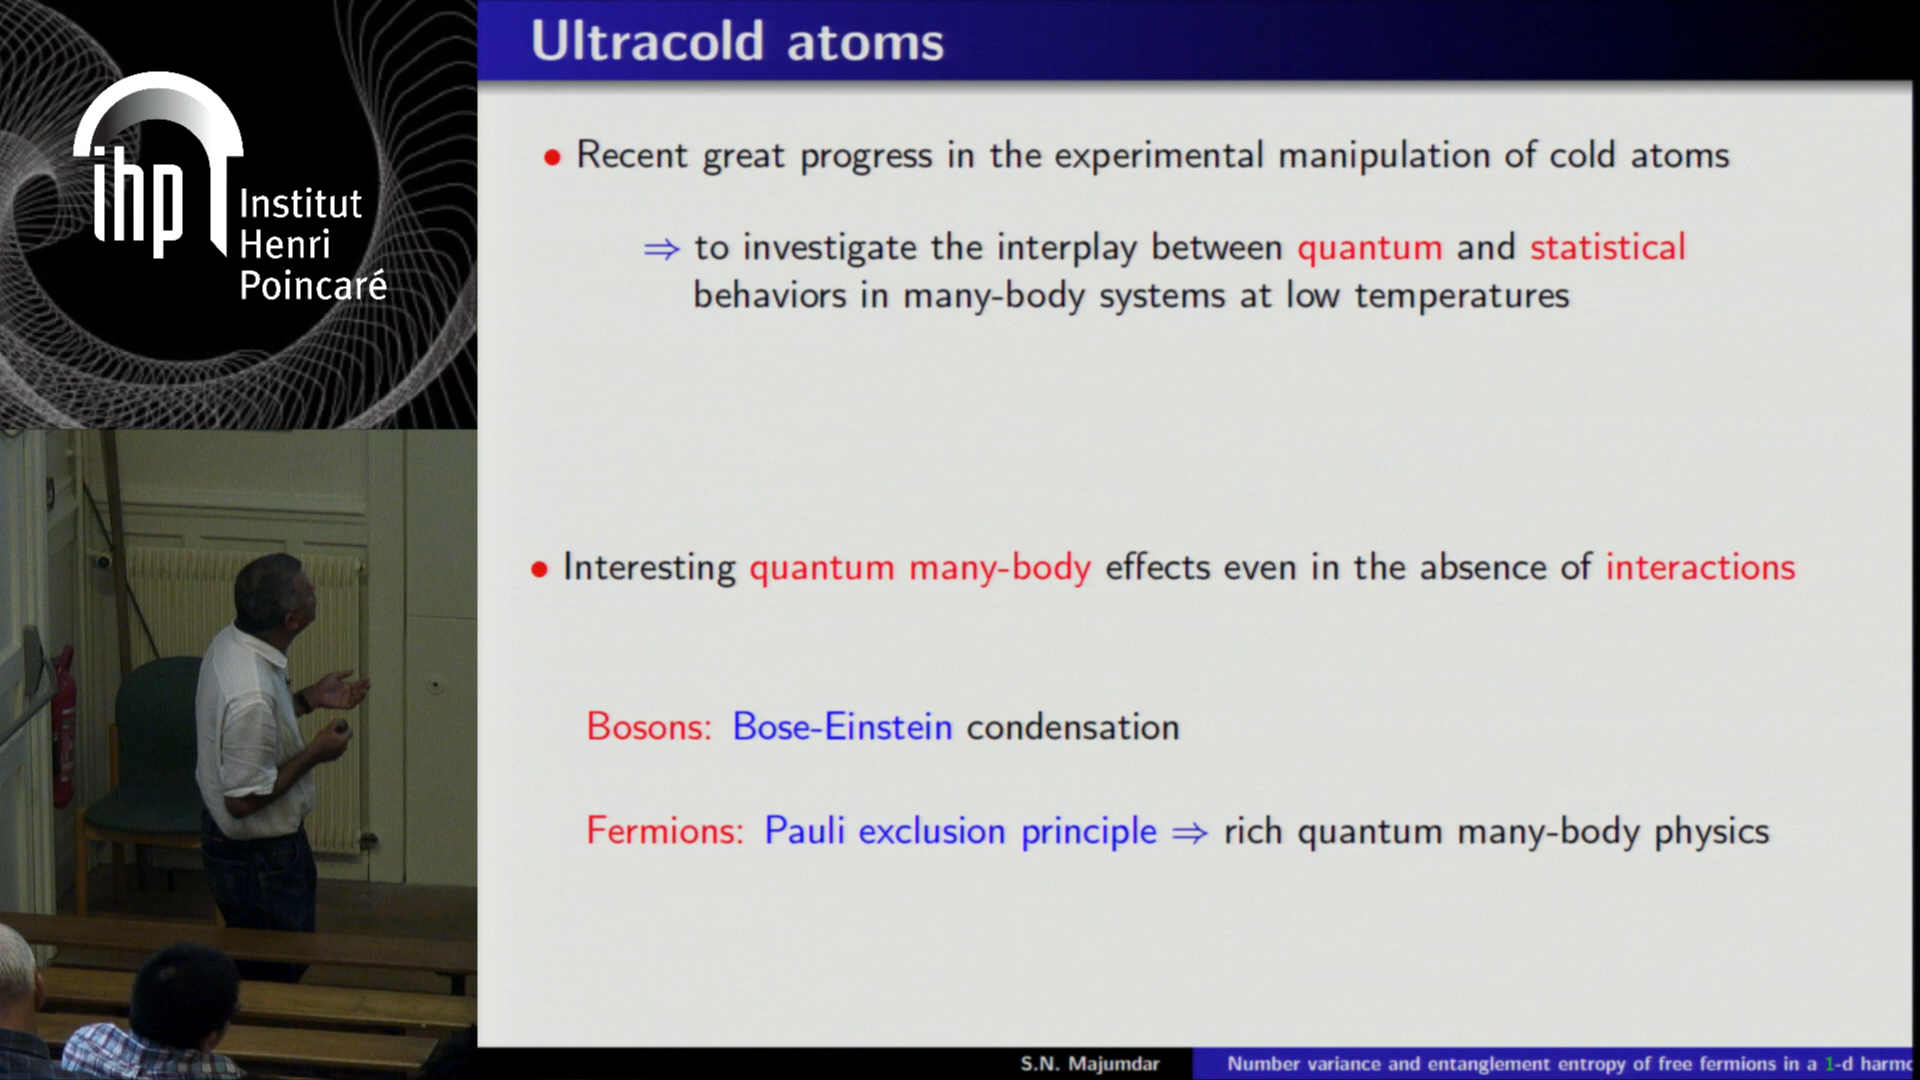 ihp
Institut
Henri
Poincaré
Ultracold atoms
• Recent great progress in the experimental manipulation of cold atoms
⇒ to investigate the interplay between quantum and statistical
behaviors in many-body systems at low temperatures
• Interesting quantum many-body effects even in the absence of interactions
Bosons: Bose-Einstein condensation
Fermions: Pauli exclusion principle ⇒ rich quantum many-body physics
S.N. Majumdar
Number variance and entanglement entropy of free fermions in a 1-d harmo